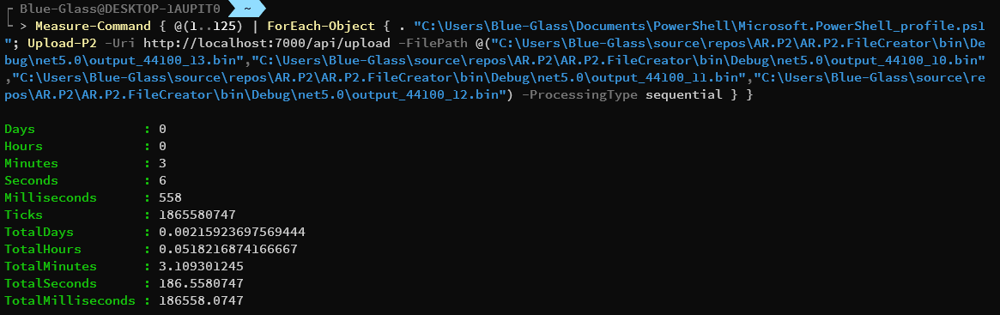 Blue-Glass@DESKTOP-1AUPIT0 ~
> Measure-Command { @(1..125) | ForEach-Object { . "C:\Users\Blue-Glass\Documents\PowerShell\Microsoft.PowerShell_profile.ps1
"; Upload-P2 -Uri http://localhost:7000/api/upload -FilePath @("C:\Users\Blue-Glass\source\repos\AR.P2\AR.P2.FileCreator\bin\De
bug\net5.0\output_44100_13.bin","C:\Users\Blue-Glass\source\repos\AR.P2\AR.P2.FileCreator\bin\Debug\net5.0\output_44100_10.bin"
,"C:\Users\Blue-Glass\source\repos\AR.P2\AR.P2.FileCreator\bin\Debug\net5.0\output_44100_11.bin","C:\Users\Blue-Glass\source\re
pos\AR.P2\AR.P2.FileCreator\bin\Debug\net5.0\output_44100_12.bin") -ProcessingType sequential } }
Days : 0
Hours : 0
Minutes : 3
Seconds : 6
Milliseconds : 558
Ticks : 1865580747
TotalDays : 0.00215923697569444
TotalHours : 0.0518216874166667
TotalMinutes : 3.109301245
TotalSeconds : 186.5580747
TotalMilliseconds : 186558.0747